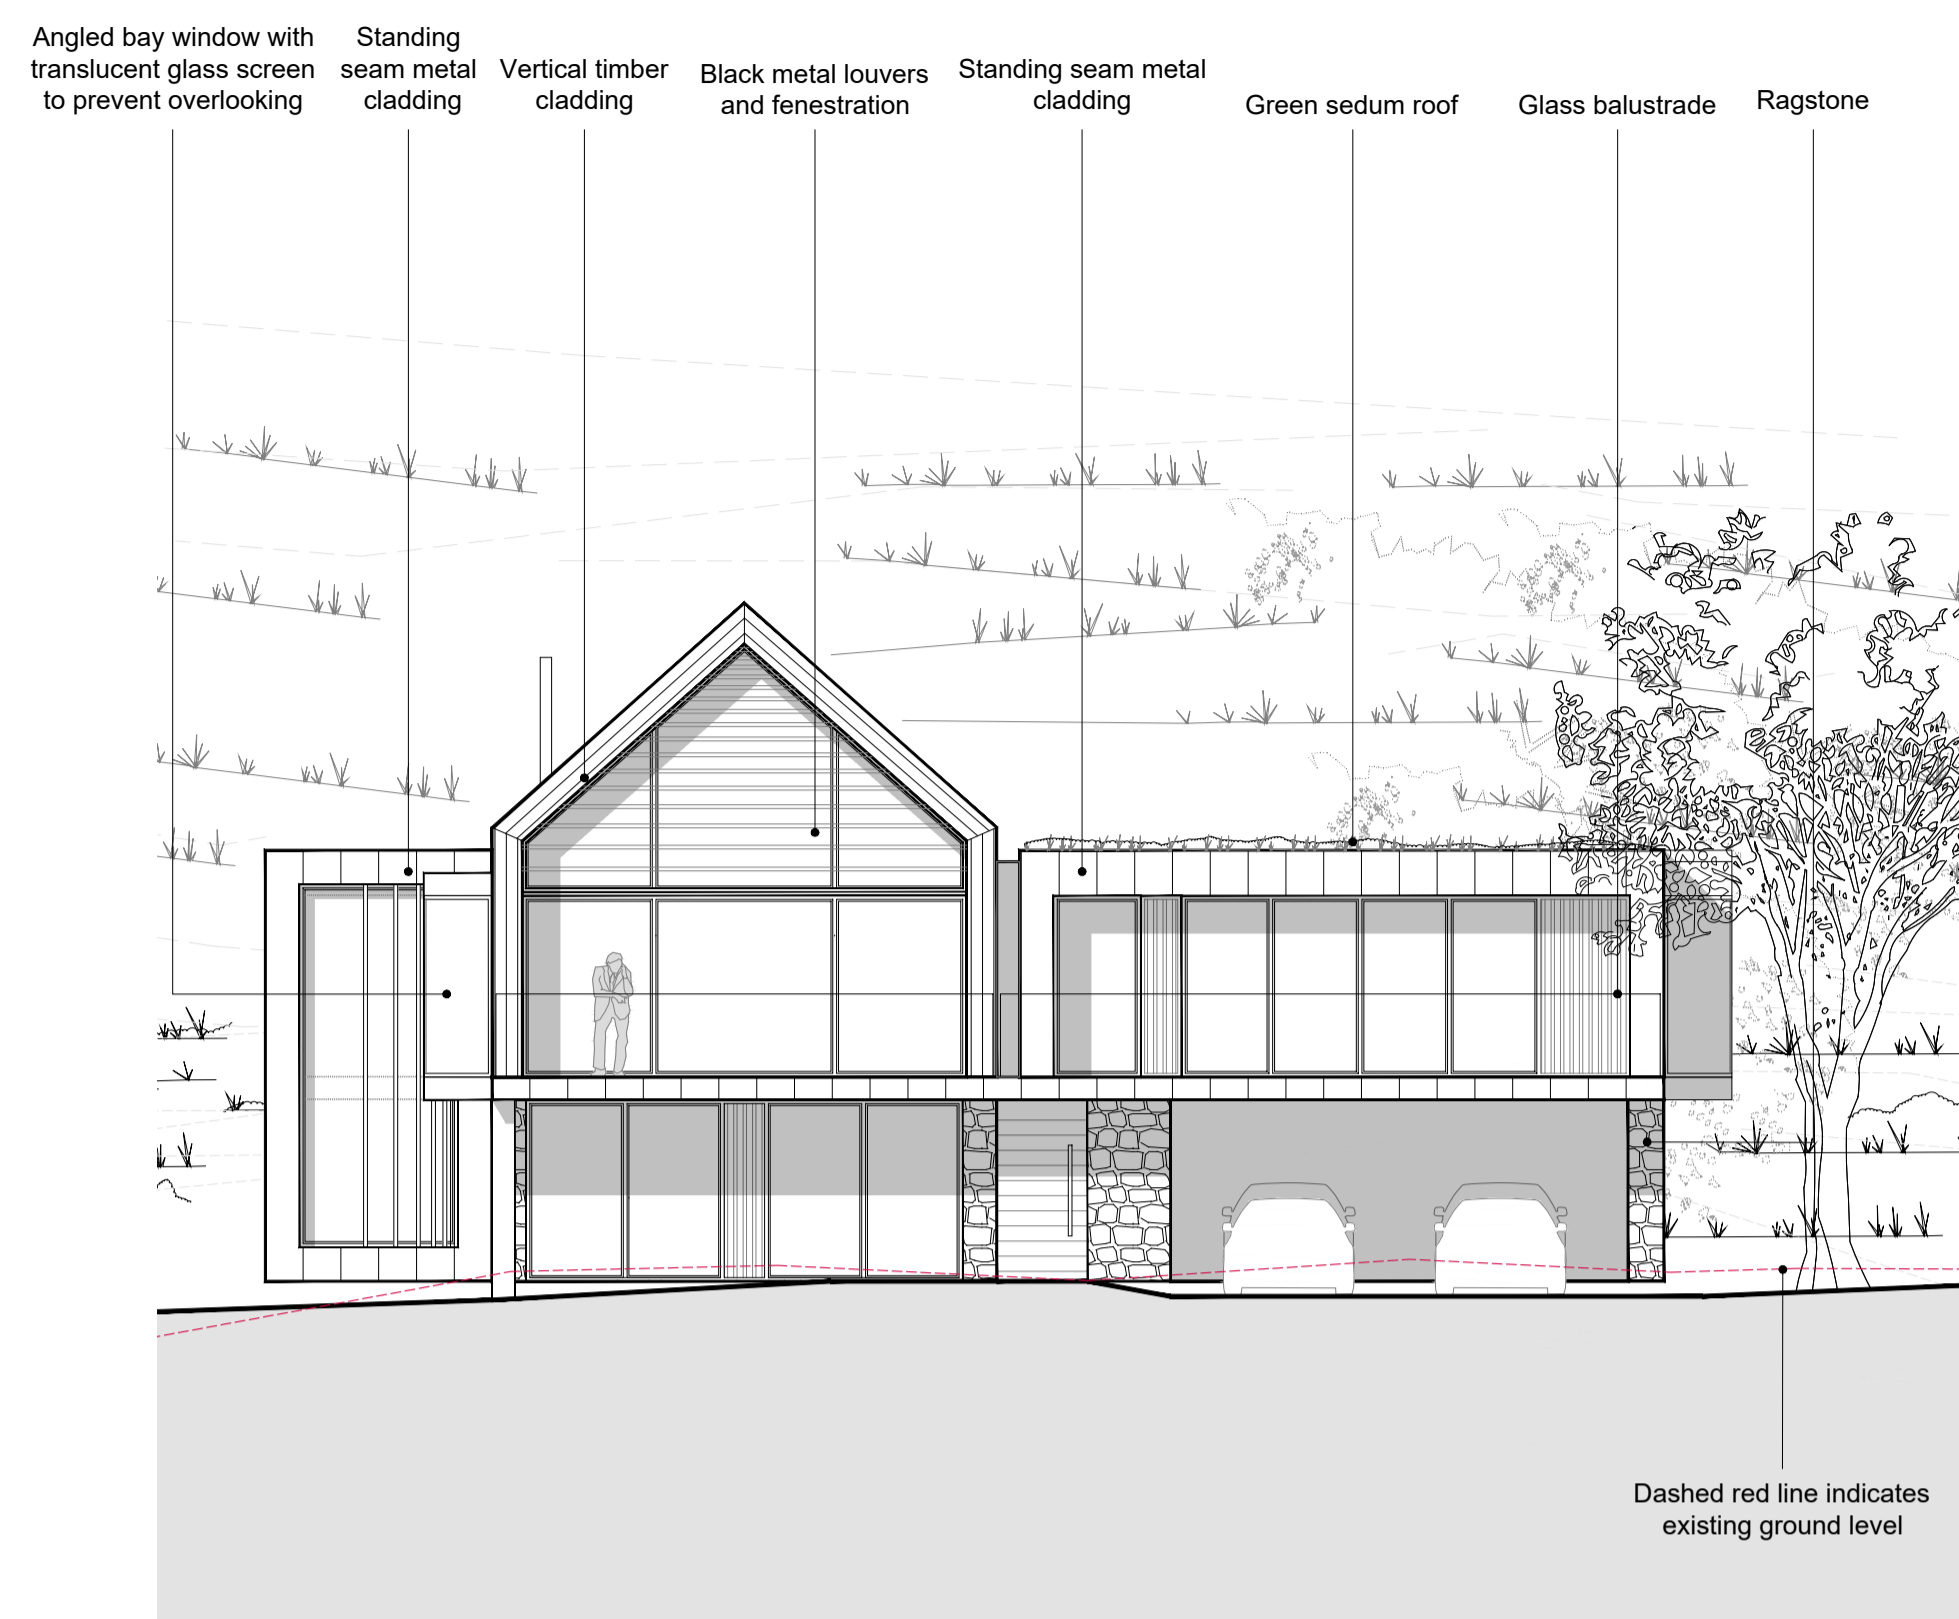 Angled bay window with
translucent glass screen
to prevent overlooking
Standing
seam metal
cladding
Vertical timber
cladding
Black metal louvers
and fenestration
Standing seam metal
cladding
Green sedum roof
Glass balustrade
Ragstone
Dashed red line indicates
existing ground level